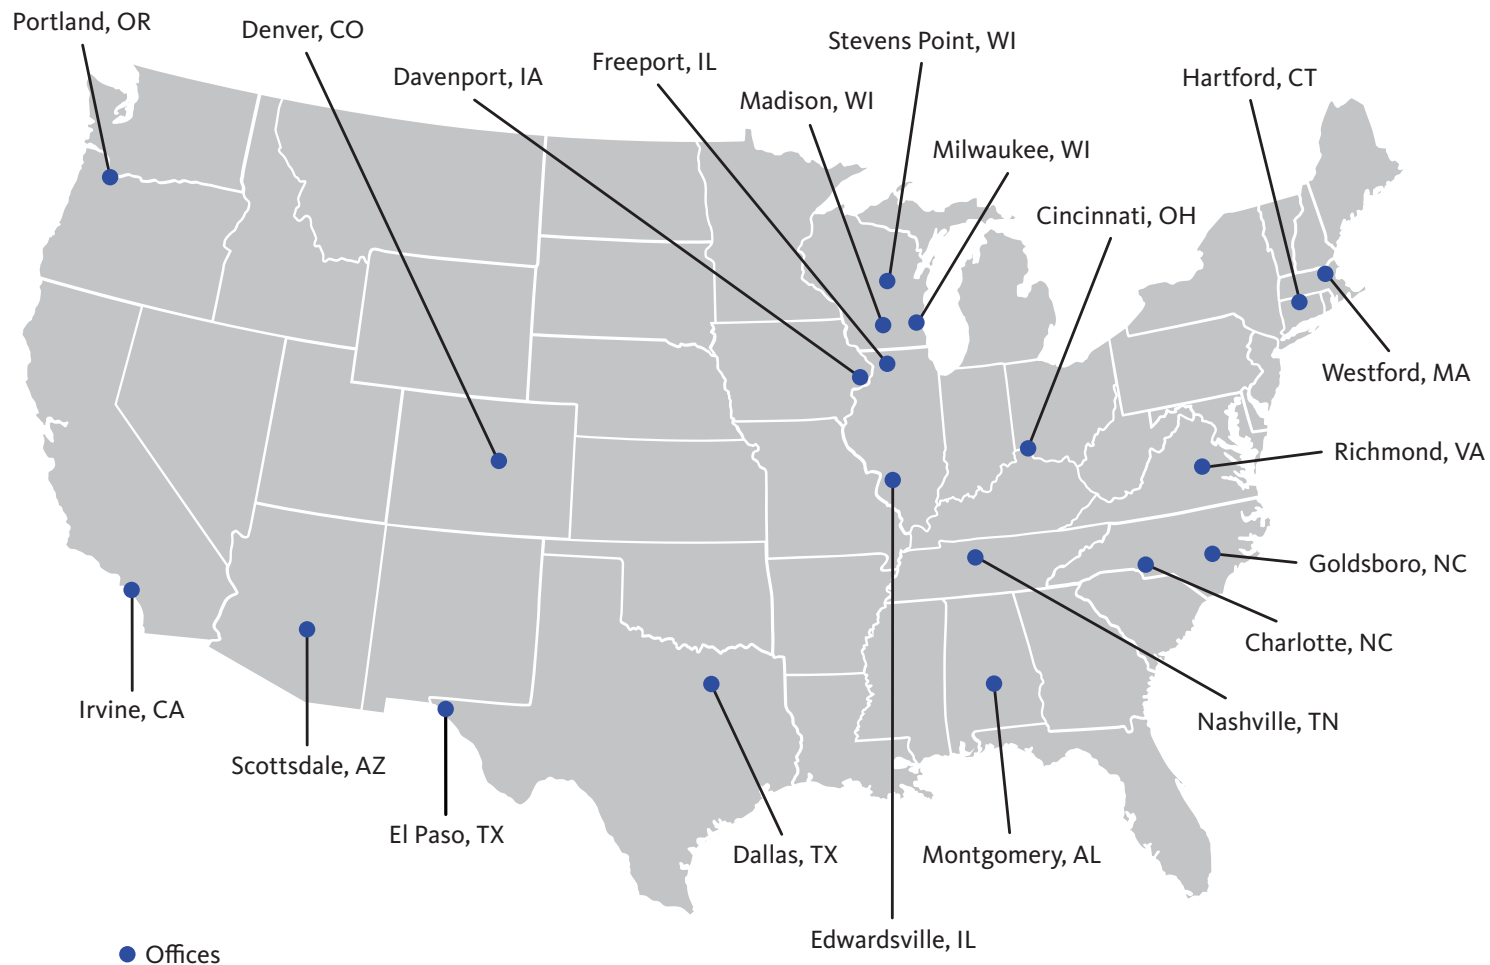 Portland, OR
Denver, CO
Stevens Point, WI
Freeport, IL
Davenport, IA
Hartford, CT
Madison, WI
Milwaukee, WI
Cincinnati, OH
Westford, MA
Richmond, VA
Goldsboro, NC
Charlotte, NC
Irvine, CA
Nashville, TN
Scottsdale, AZ
El Paso, TX
Dallas, TX
Montgomery, AL
Edwardsville, IL
Offices